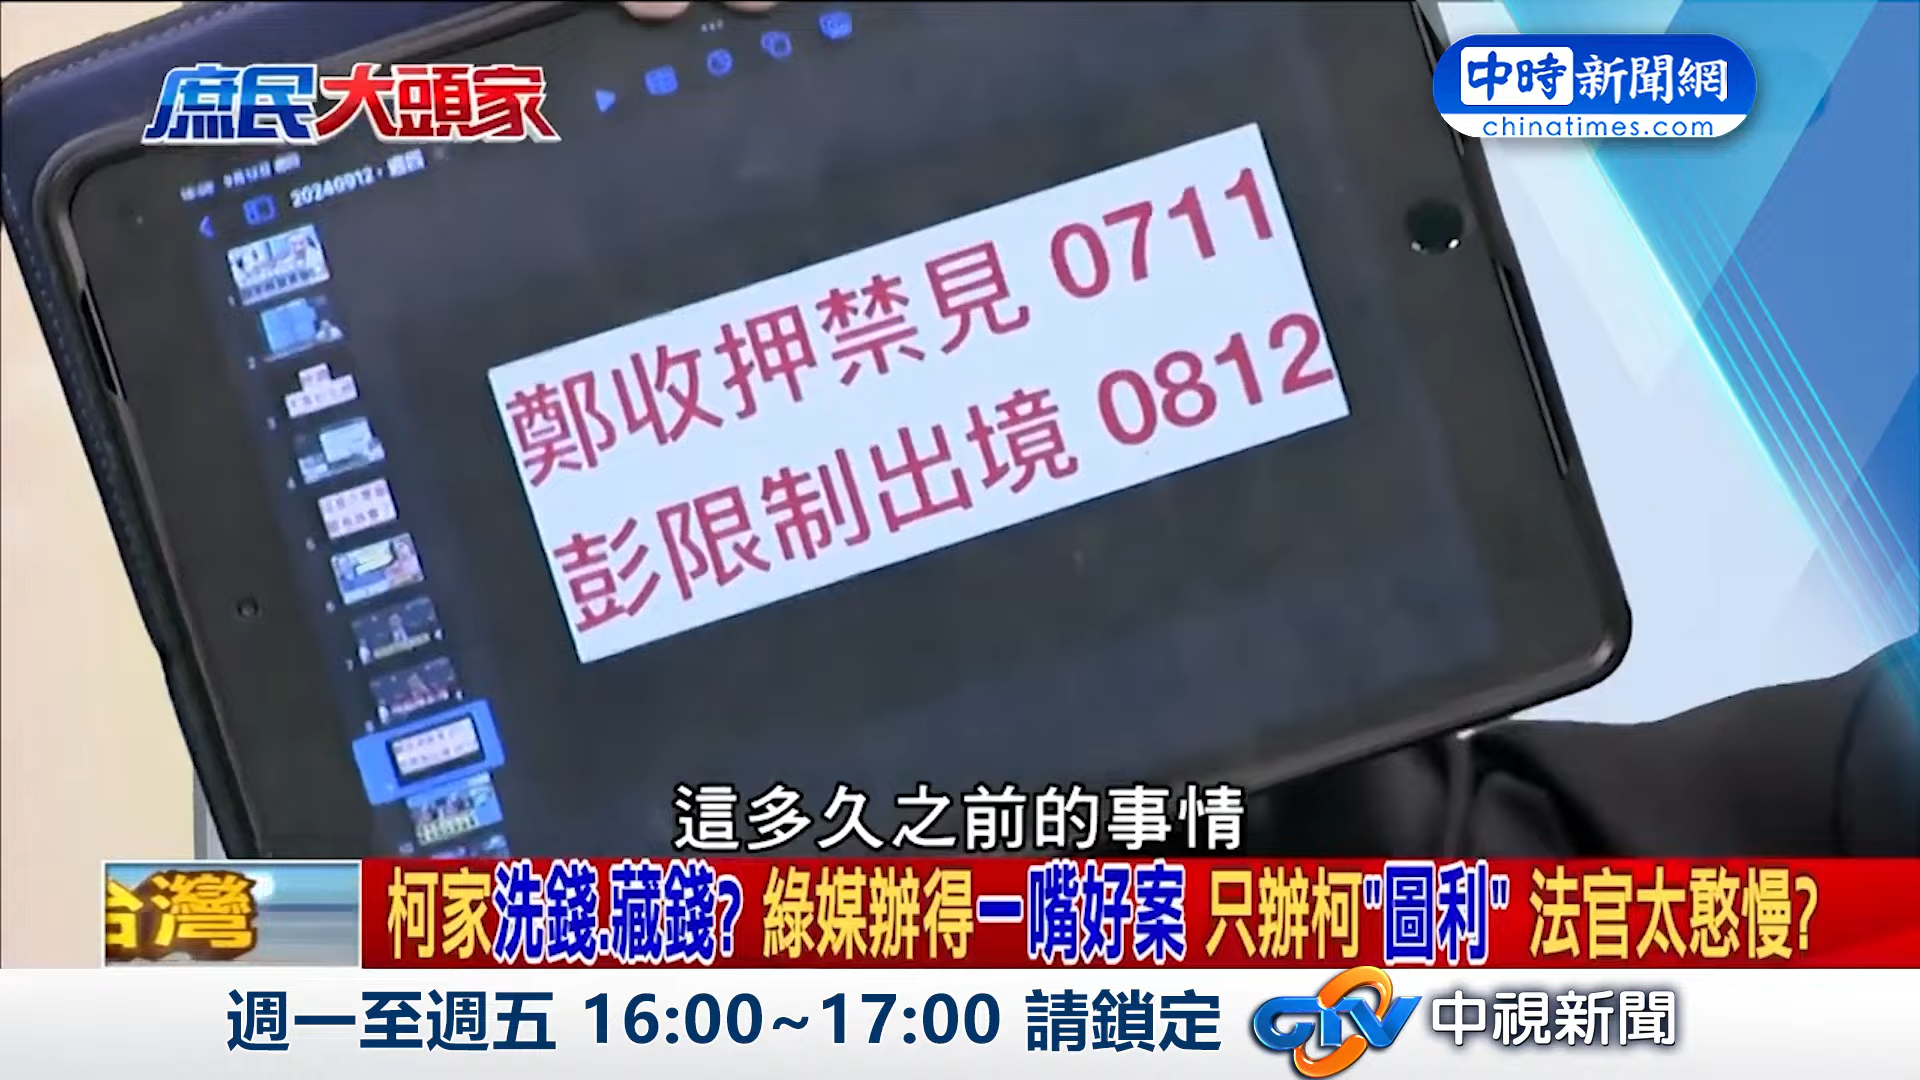 庶民大頭家
中時新聞網
chinatimes.com
20240912，週四
鄭收押禁見 0711
彭限制出境 0812
這多久之前的事情
台灣
柯家洗錢.藏錢? 綠媒辦得一嘴好案 只辦柯"圖利" 法官太憨慢?
週一至週五 16:00~17:00 請鎖定 CTV 中視新聞